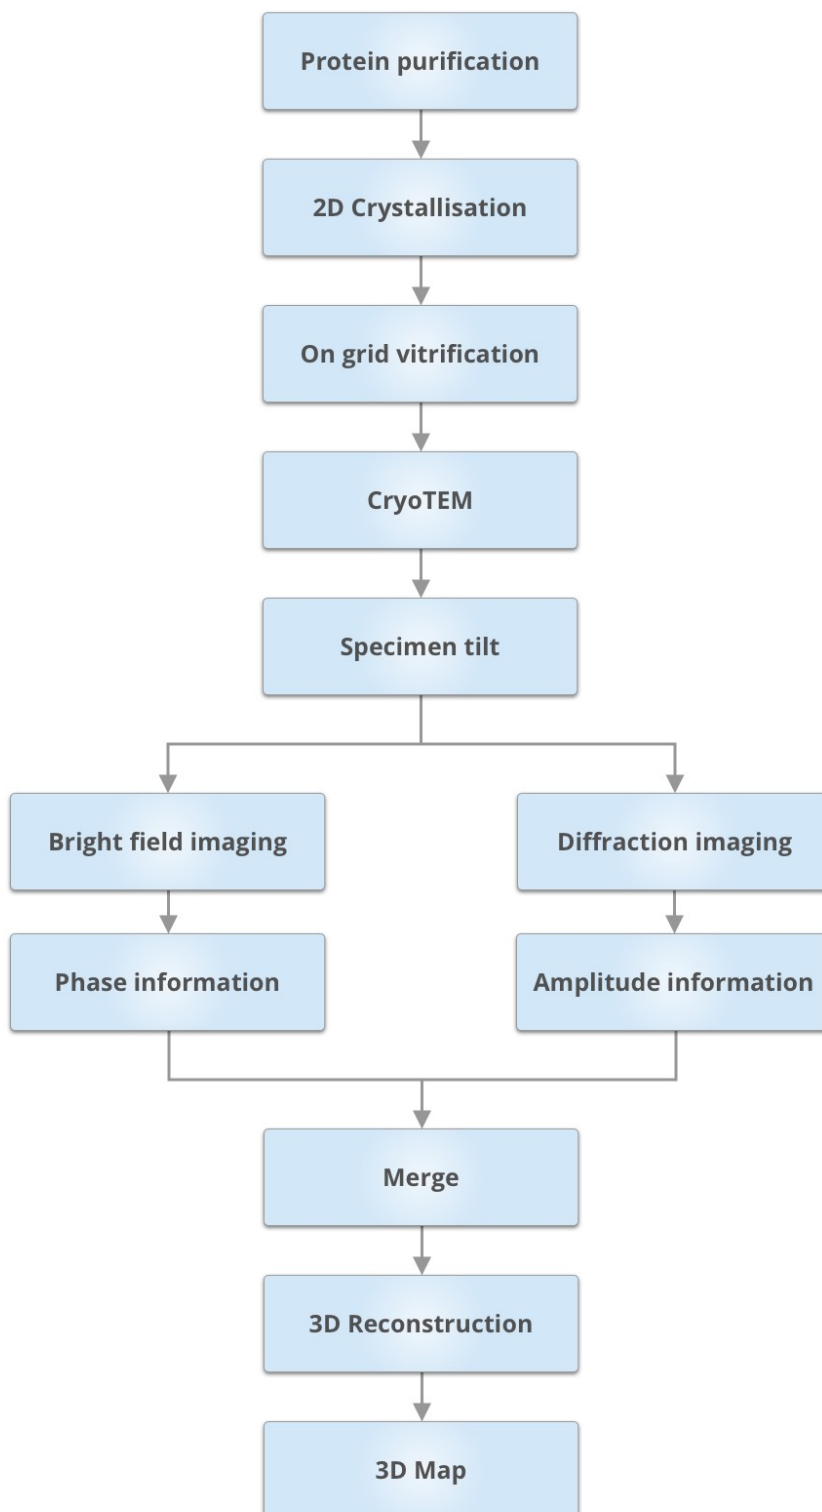 Protein purification
2D Crystallisation
On grid vitrification
CryoTEM
Specimen tilt
Bright field imaging
Diffraction imaging
Phase information
Amplitude information
Merge
3D Reconstruction
3D Map